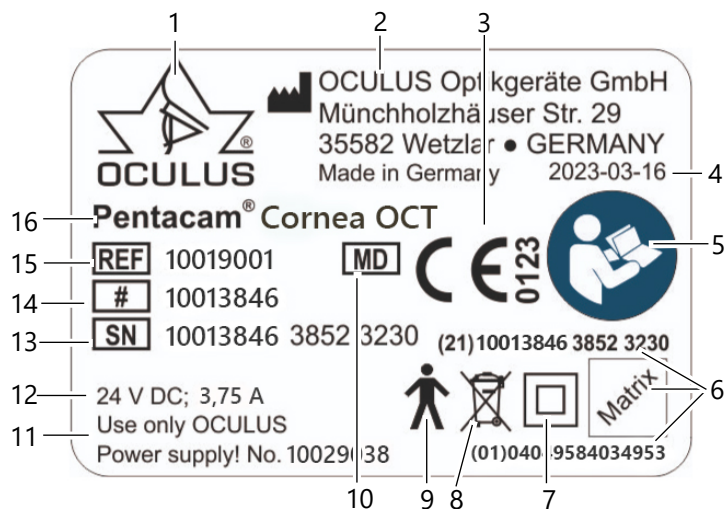 1
2
3
OCULUS Optikgeräte GmbH
Münchholzhäuser Str. 29
35582 Wetzlar ● GERMANY
Made in Germany 2023-03-16
4
®
OCULUS
16
Pentacam® Cornea OCT
5
15
REF 10019001
MD
CE 0123
14
# 10013846
13
SN 10013846 3852 3230
(21)10013846 3852 3230
12
24 V DC; 3,75 A
Matrix
6
11
Use only OCULUS
Power supply! No. 10029038
(01)04049584034953
10
9
8
7